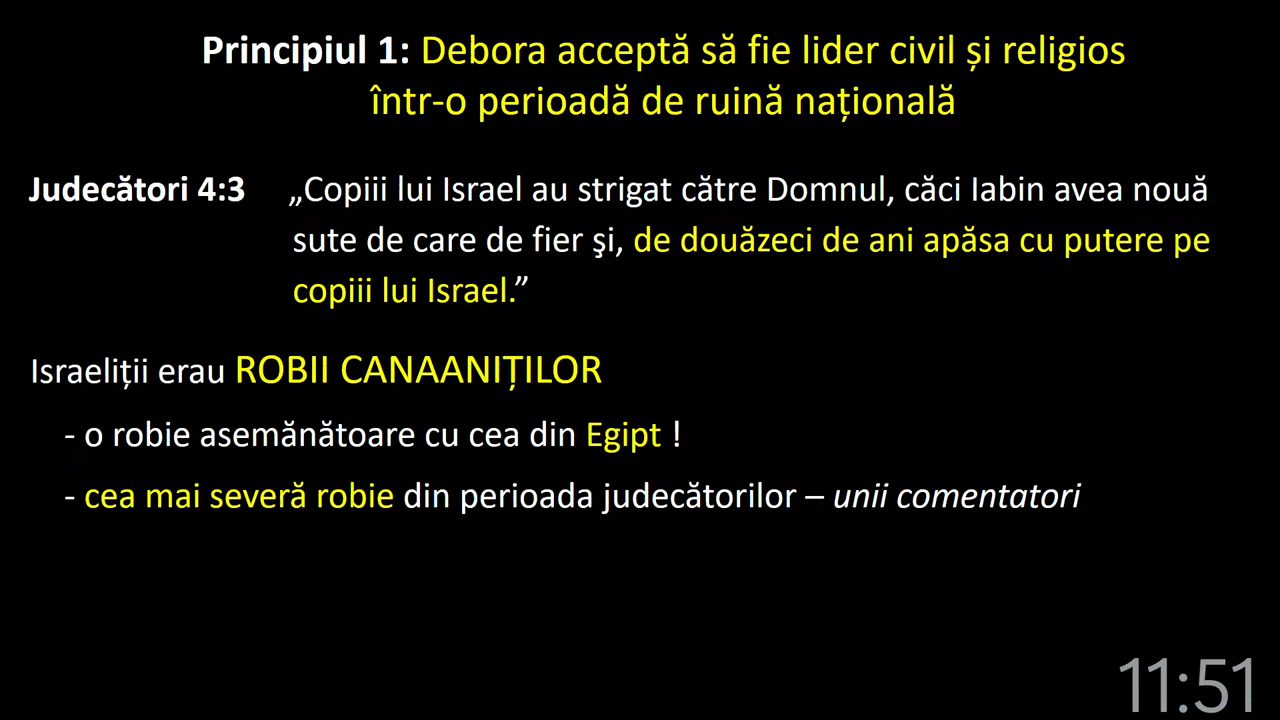 Principiul 1: Debora acceptă să fie lider civil și religios
într-o perioadă de ruină națională
Judecători 4:3 „Copiii lui Israel au strigat către Domnul, căci Iabin avea nouă
sute de care de fier şi, de douăzeci de ani apăsa cu putere pe
copiii lui Israel.”
Israeliții erau ROBII CANAANIȚILOR
- o robie asemănătoare cu cea din Egipt !
- cea mai severă robie din perioada judecătorilor – unii comentatori
11:51